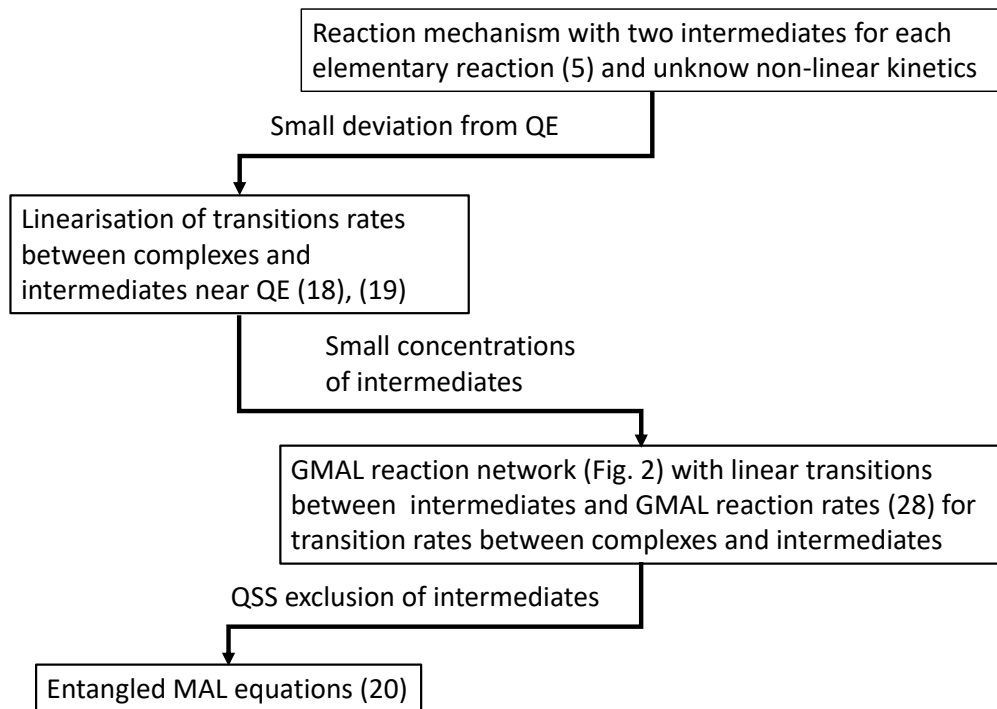 Reaction mechanism with two intermediates for each
elementary reaction (5) and unknow non-linear kinetics
Small deviation from QE
Linearisation of transitions rates
between complexes and
intermediates near QE (18), (19)
Small concentrations
of intermediates
GMAL reaction network (Fig. 2) with linear transitions
between intermediates and GMAL reaction rates (28) for
transition rates between complexes and intermediates
QSS exclusion of intermediates
Entangled MAL equations (20)